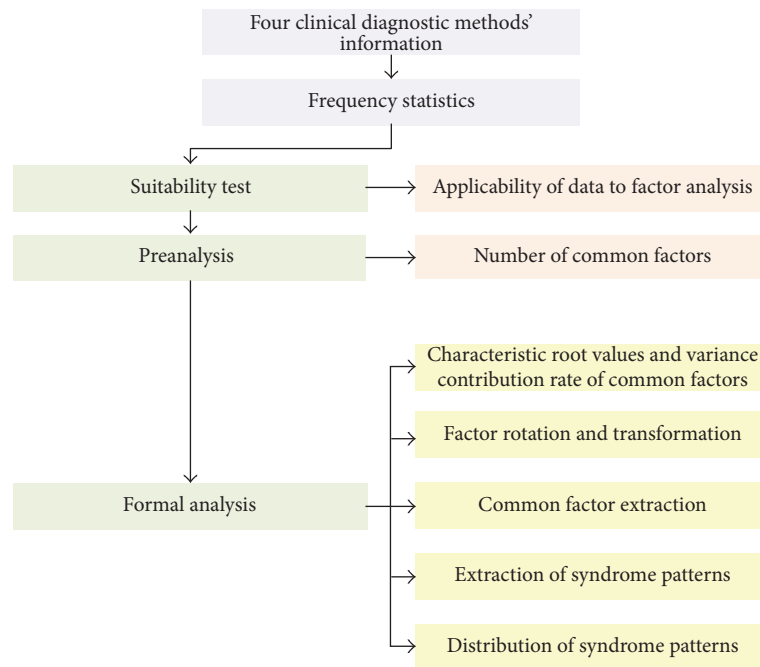 Four clinical diagnostic methods’
information
Frequency statistics
Suitability test
Applicability of data to factor analysis
Preanalysis
Number of common factors
Characteristic root values and variance
contribution rate of common factors
Factor rotation and transformation
Formal analysis
Common factor extraction
Extraction of syndrome patterns
Distribution of syndrome patterns